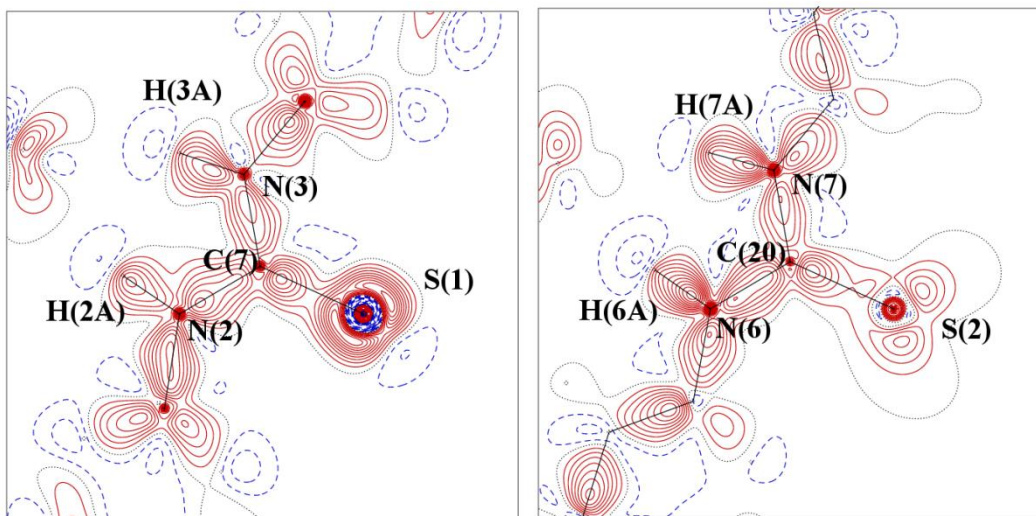 H(3A)
N(3)
C(7)
S(1)
H(2A)
N(2)
H(7A)
N(7)
C(20)
H(6A)
N(6)
S(2)